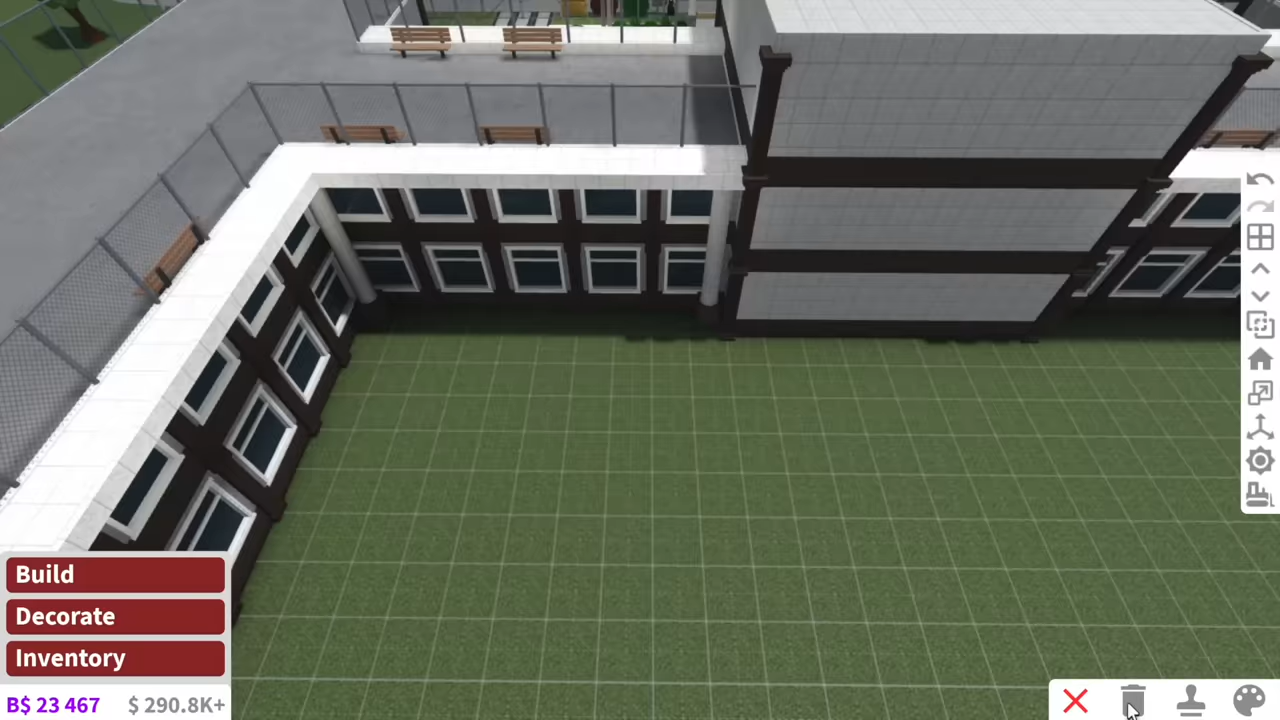 Build
Decorate
Inventory
B$ 23 467 $ 290.8K+